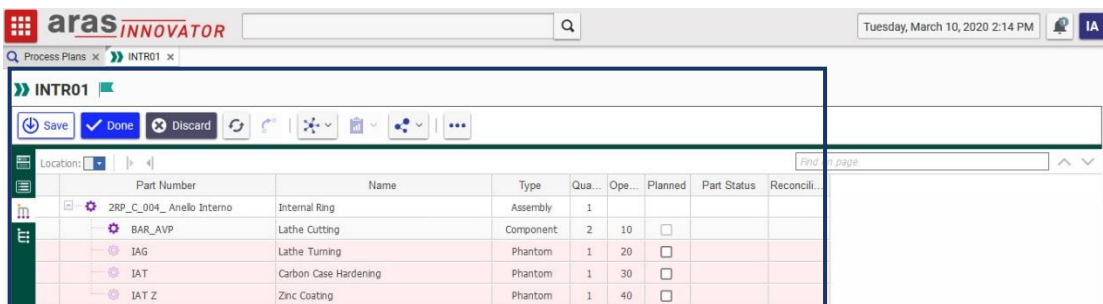 aras INNOVATOR
Tuesday, March 10, 2020 2:14 PM
IA
Process Plans
INTR01
INTR01
Save Done Discard
Location:
Find on page
Part Number Name Type Qua... Ope... Planned Part Status Reconcili...
2RP_C_004_ Anello Interno Internal Ring Assembly 1
BAR_AVP Lathe Cutting Component 2 10
IAG Lathe Turning Phantom 1 20
IAT Carbon Case Hardening Phantom 1 30
IAT Z Zinc Coating Phantom 1 40